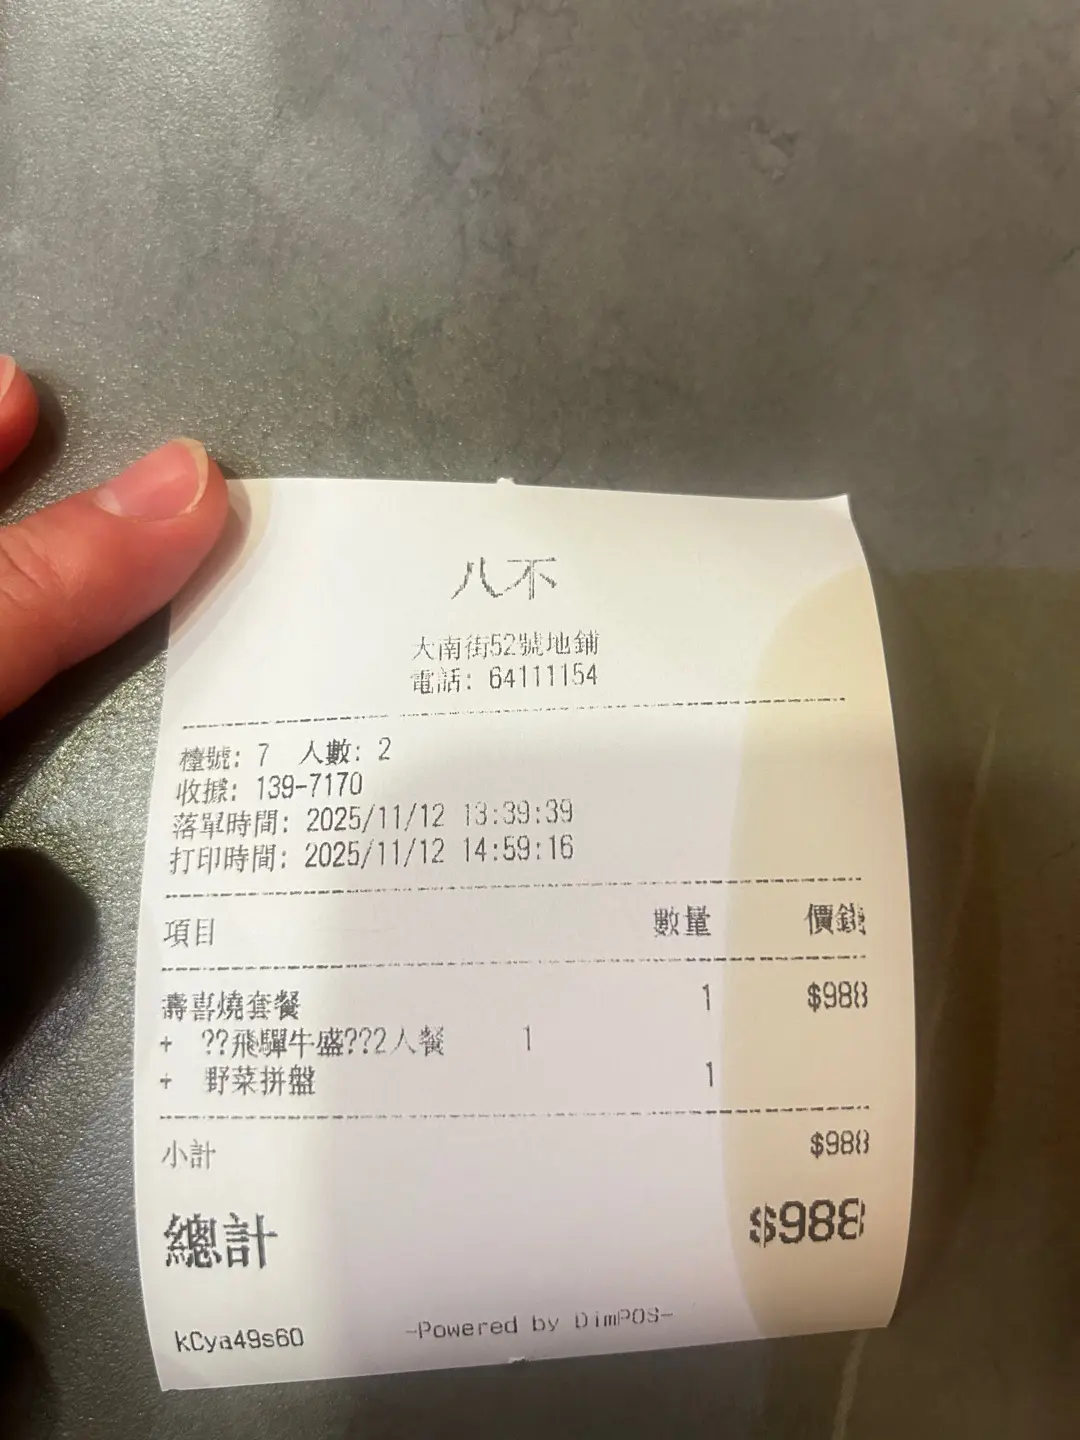 八不
大南街52號地鋪
電話: 64111154
檯號: 7 人數: 2
收據: 139-7170
落單時間: 2025/11/12 13:39:39
打印時間: 2025/11/12 14:59:16
項目 數量 價錢
壽喜燒套餐 1 $988
+ ??飛驒牛盛???2人餐 1
+ 野菜拼盤 1
小計 $988
總計 $988
kCya49s60 -Powered by DimPOS-